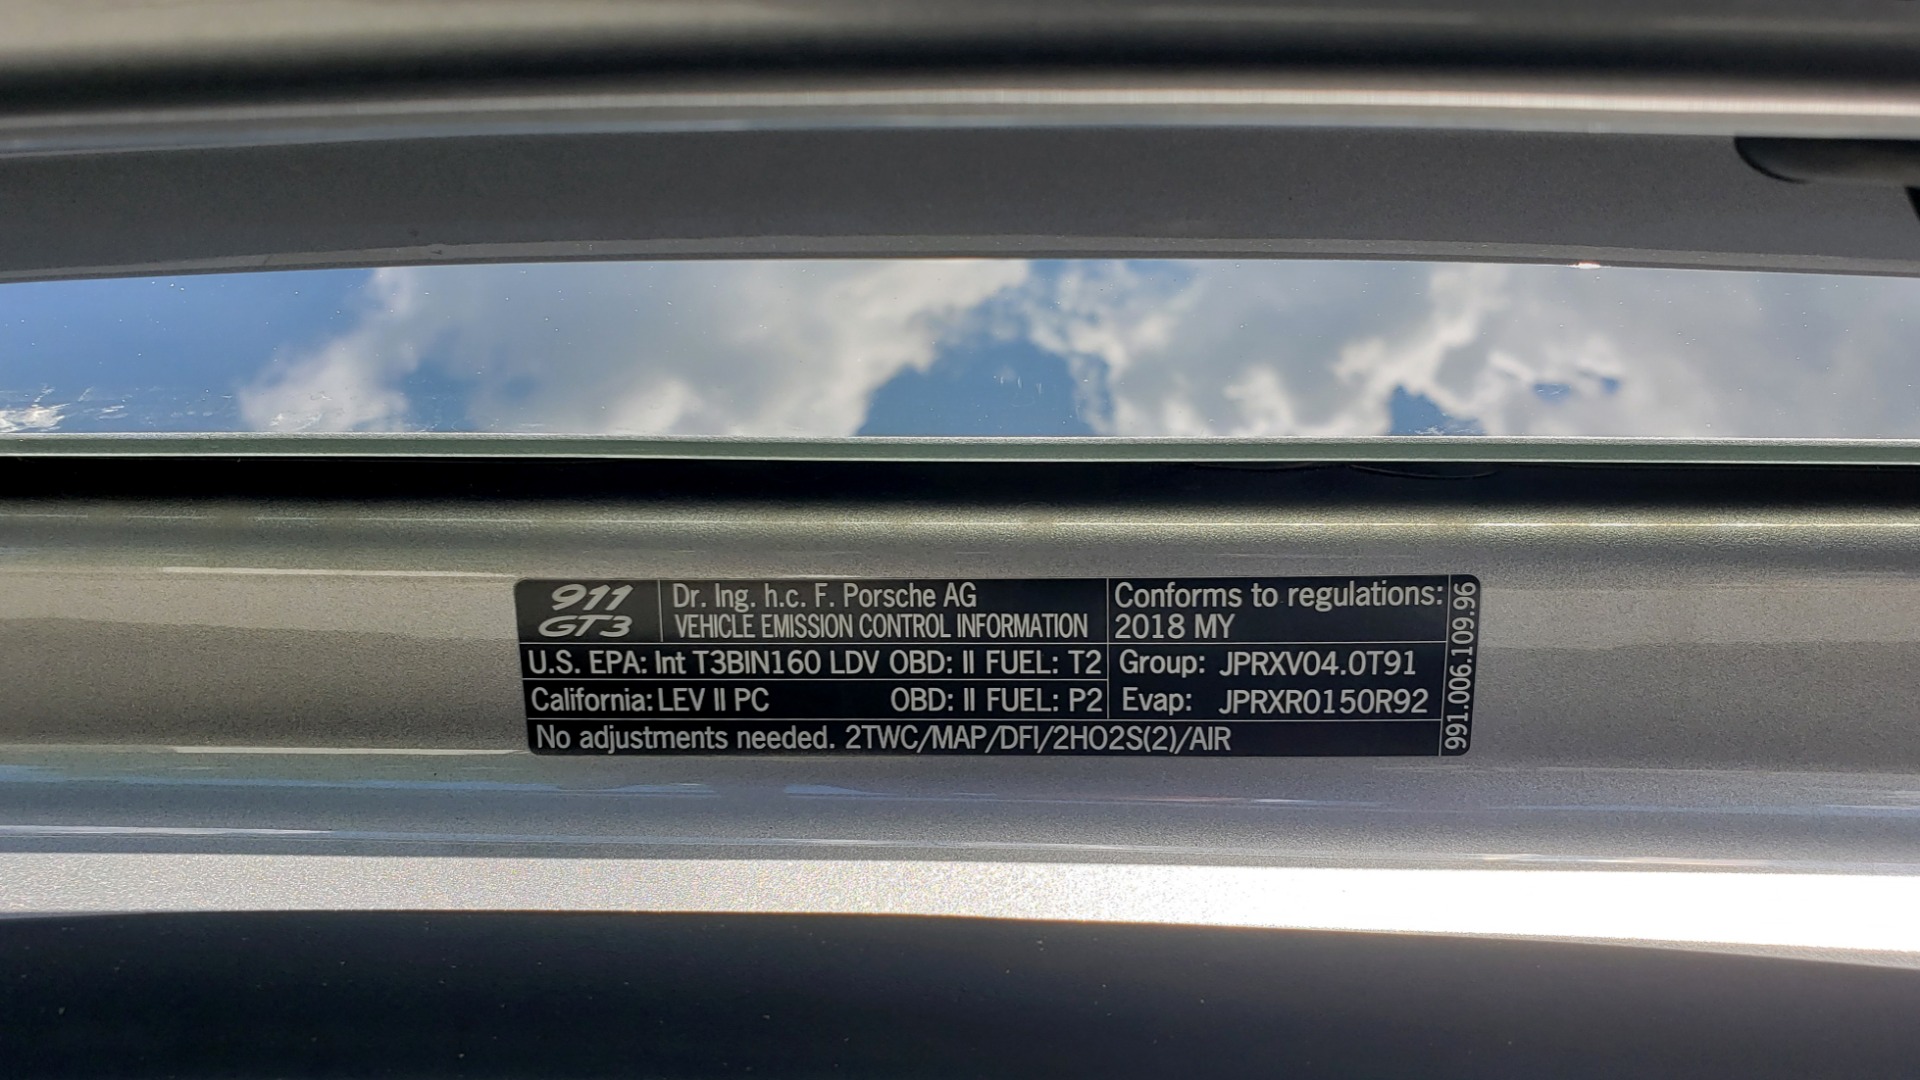 911 GT3
Dr. Ing. h.c. F. Porsche AG
VEHICLE EMISSION CONTROL INFORMATION
Conforms to regulations:
2018 MY
U.S. EPA: Int T3BIN160 LDV OBD: II FUEL: T2
Group: JPRXV04.0T91
California: LEV II PC OBD: II FUEL: P2
Evap: JPRXR0150R92
No adjustments needed. 2TWC/MAP/DFI/2HO2S(2)/AIR
991.006.109.96